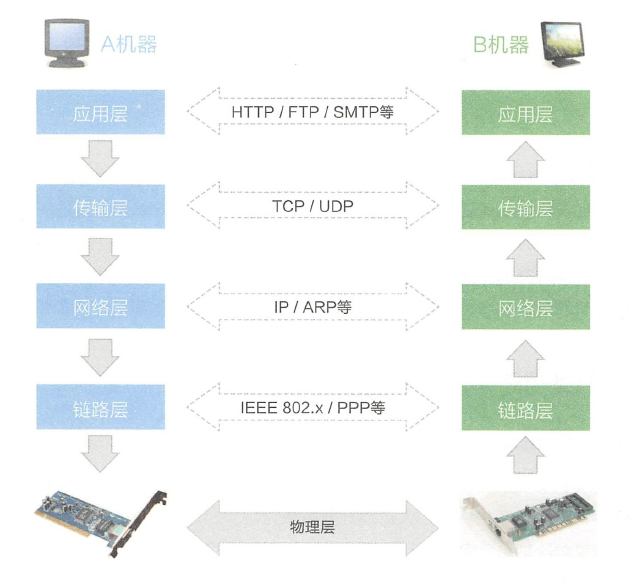 A机器
B机器
应用层
HTTP / FTP / SMTP等
应用层
传输层
TCP / UDP
传输层
网络层
IP / ARP等
网络层
链路层
IEEE 802.x / PPP等
链路层
物理层